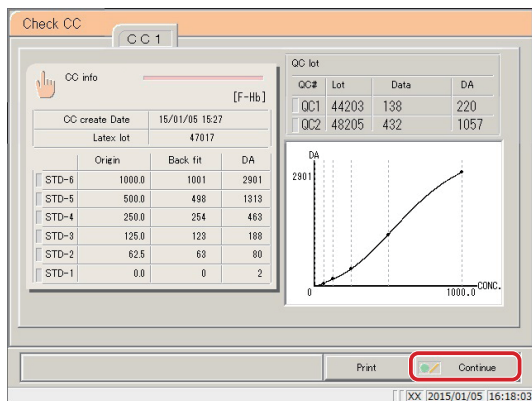 Check CC
CC1
CC info
[F-Hb]
CC create Date 15/01/05 15:27
Latex lot 47017
Origin Back fit DA
STD-6 1000.0 1001 2901
STD-5 500.0 498 1313
STD-4 250.0 254 463
STD-3 125.0 123 188
STD-2 62.5 63 80
STD-1 0.0 0 2
QC lot
QC# Lot Data DA
QC1 44203 138 220
QC2 48205 432 1057
DA
2901
0 1000.0 CONC.
Print Continue
XX 2015/01/05 16:18:03